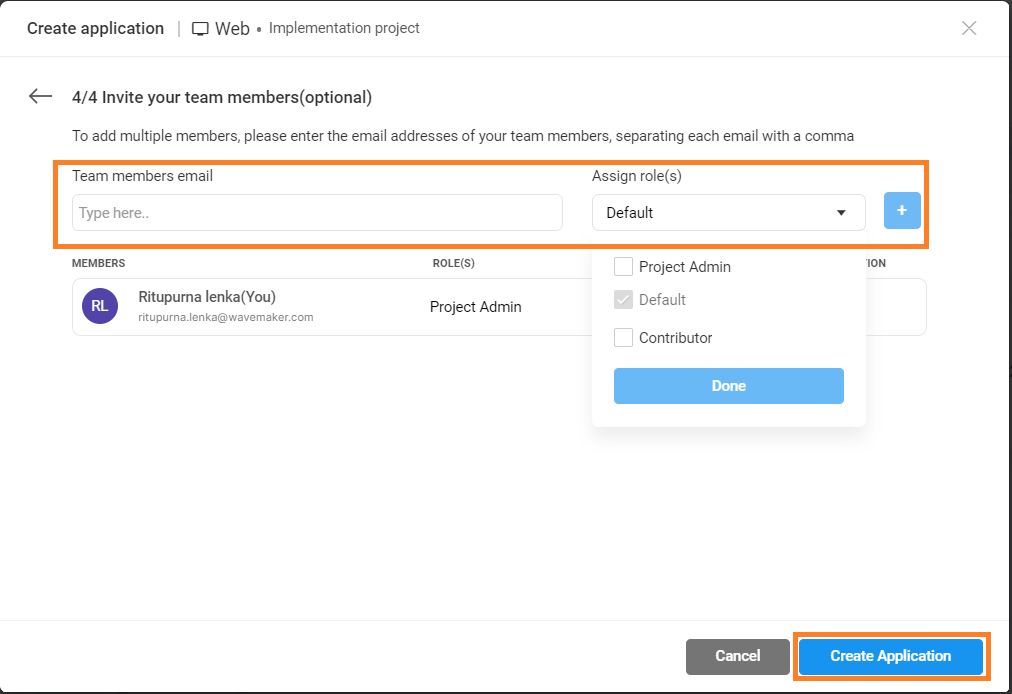 Create application | Web • Implementation project
4/4 Invite your team members(optional)
To add multiple members, please enter the email addresses of your team members, separating each email with a comma
Team members email Assign role(s)
Type here.. Default +
MEMBERS ROLE(S) ION
Project Admin
RL Ritupurna lenka(You)
ritupurna.lenka@wavemaker.com
Project Admin
Default
Contributor
Done
Cancel Create Application